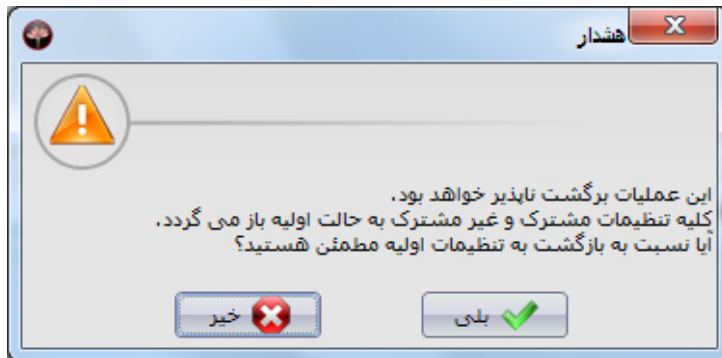 هشدار
این عملیات برگشت ناپذیر خواهد بود.
کلیه تنظیمات مشترک و غیر مشترک به حالت اولیه باز می گردد.
آیا نسبت به بازگشت به تنظیمات اولیه مطمئن هستید؟
بلی
خیر